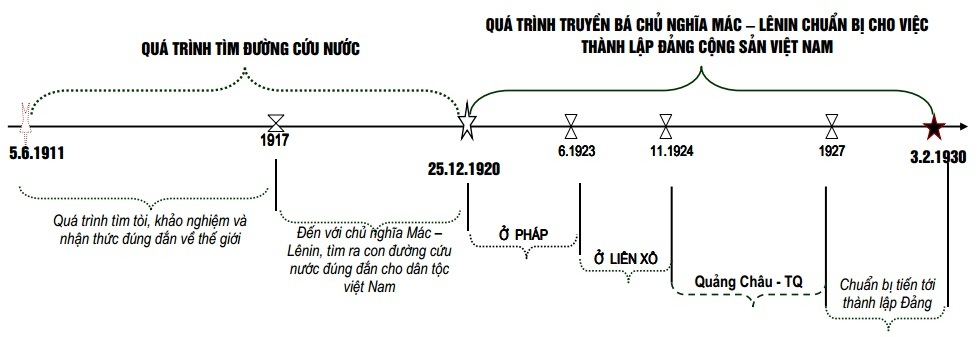 QUÁ TRÌNH TÌM ĐƯỜNG CỨU NƯỚC
QUÁ TRÌNH TRUYỀN BÁ CHỦ NGHĨA MÁC – LÊNIN CHUẨN BỊ CHO VIỆC
THÀNH LẬP ĐẢNG CỘNG SẢN VIỆT NAM
5.6.1911
1917
25.12.1920
6.1923
11.1924
1927
3.2.1930
Quá trình tìm tòi, khảo nghiệm và
nhận thức đúng đắn về thế giới
Đến với chủ nghĩa Mác –
Lênin, tìm ra con đường cứu
nước đúng đắn cho dân tộc
việt Nam
Ở PHÁP
Ở LIÊN XÔ
Quảng Châu - TQ
Chuẩn bị tiến tới
thành lập Đảng